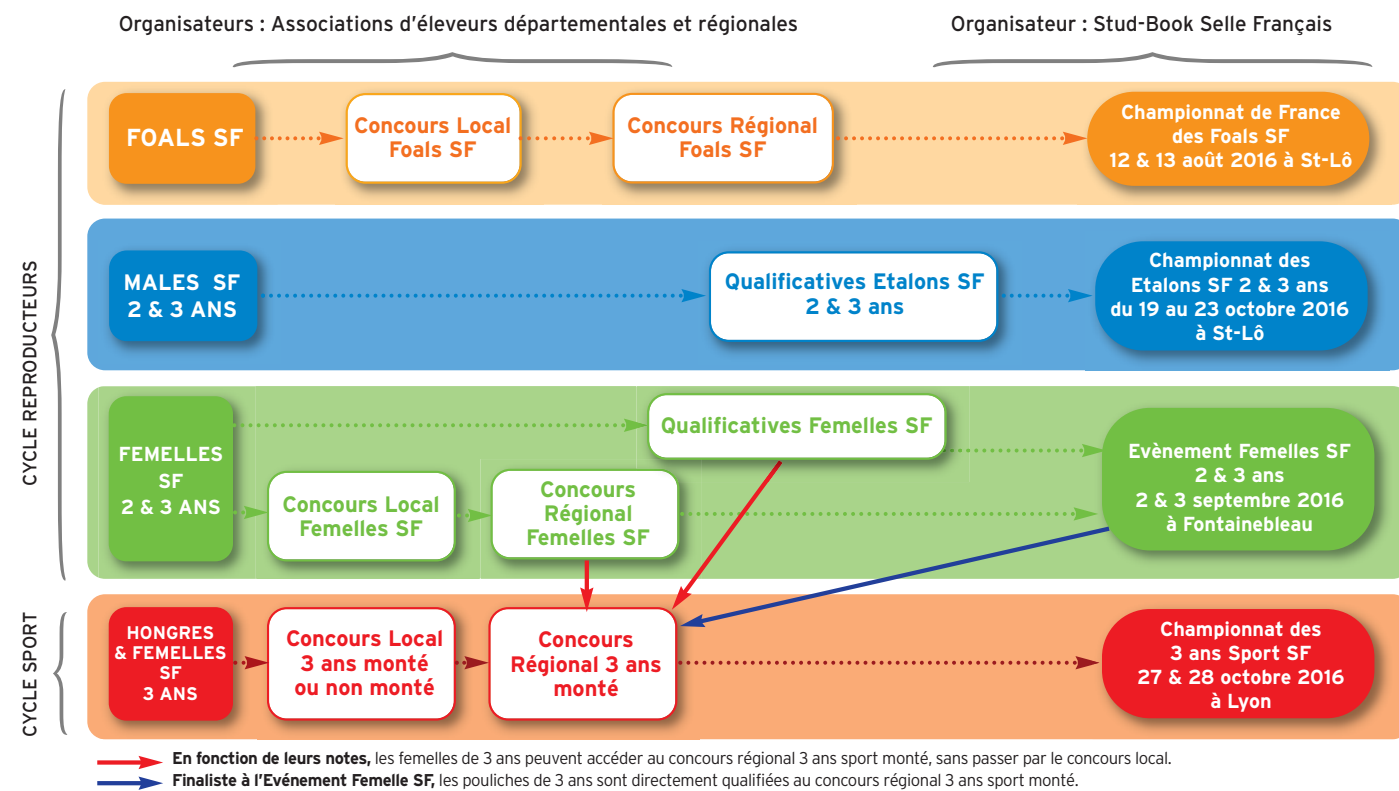 Organisateurs : Associations d'éleveurs départementales et régionales
Organisateur : Stud-Book Selle Français
CYCLE REPRODUCTEURS
FOALS SF
Concours Local
Foals SF
Concours Régional
Foals SF
Championnat de France
des Foals SF
12 & 13 août 2016 à St-Lô
MALES SF
2 & 3 ANS
Qualificatives Etalons SF
2 & 3 ans
Championnat des
Etalons SF 2 & 3 ans
du 19 au 23 octobre 2016
à St-Lô
FEMELLES
SF
2 & 3 ANS
Qualificatives Femelles SF
Concours Local
Femelles SF
Concours
Régional
Femelles SF
Evènement Femelles SF
2 & 3 ans
2 & 3 septembre 2016
à Fontainebleau
CYCLE SPORT
HONGRES
& FEMELLES
SF
3 ANS
Concours Local
3 ans monté
ou non monté
Concours
Régional 3 ans
monté
Championnat des
3 ans Sport SF
27 & 28 octobre 2016
à Lyon
En fonction de leurs notes, les femelles de 3 ans peuvent accéder au concours régional 3 ans sport monté, sans passer par le concours local.
Finaliste à l'Evénement Femelle SF, les pouliches de 3 ans sont directement qualifiées au concours régional 3 ans sport monté.